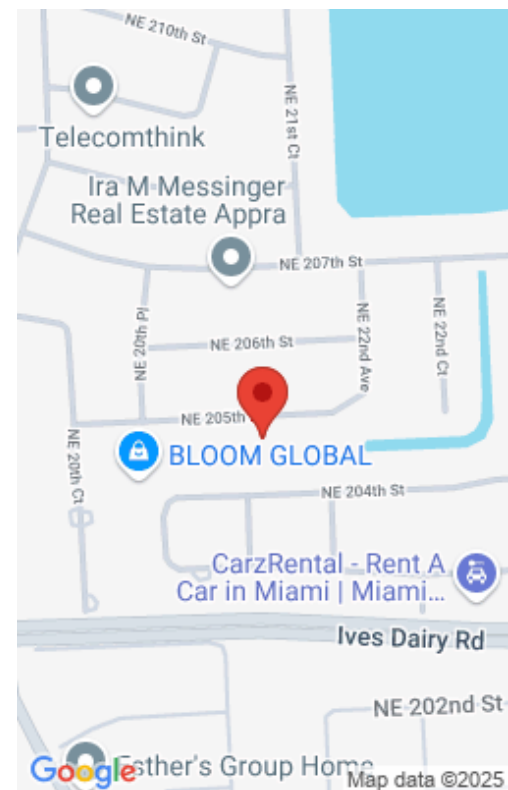 NE 210th St
Telecomthink
NE 21st Ct
Ira M Messinger
Real Estate Appra
NE 207th St
NE 20th Pl
NE 206th St
NE 22nd Ave
NE 22nd Ct
NE 205th
NE 20th Ct
BLOOM GLOBAL
NE 204th St
CarzRental - Rent A
Car in Miami | Miami...
Ives Dairy Rd
NE 202nd St
Esther's Group Home
Google
Map data ©2025